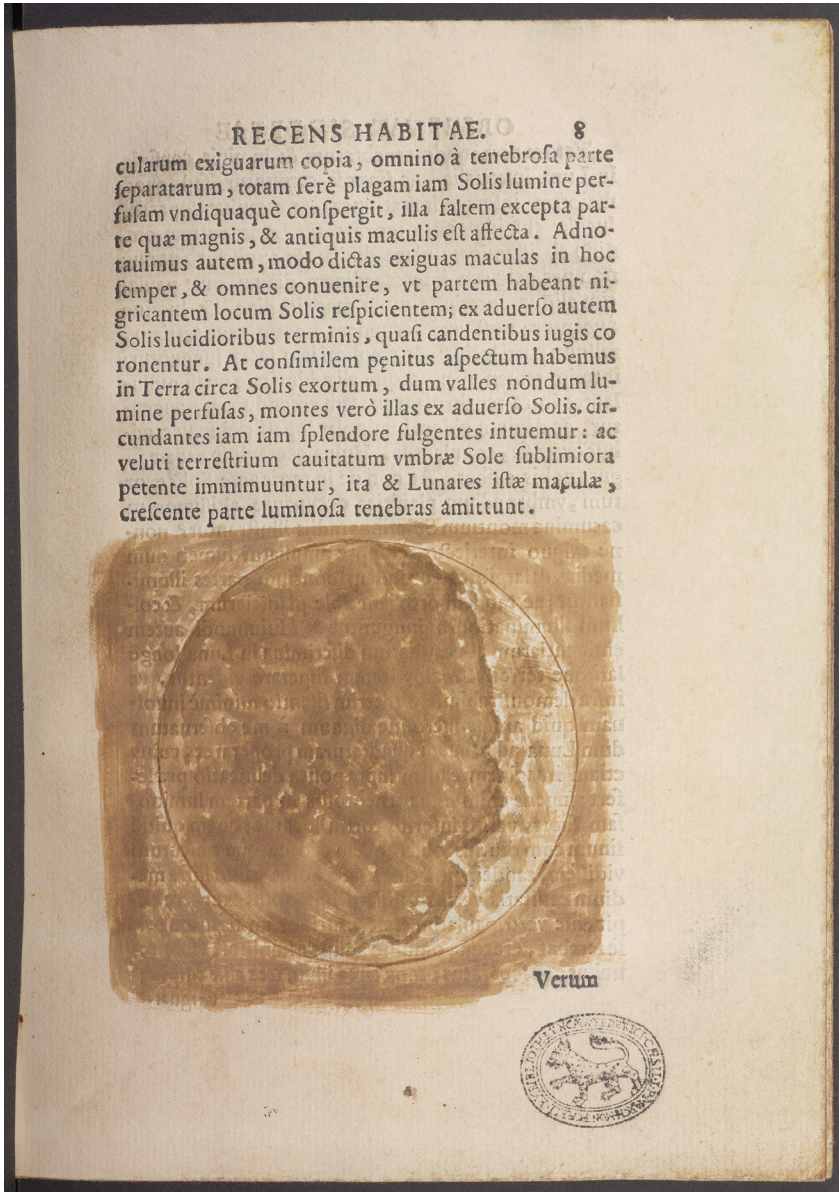 RECENS HABITAE. 8
cularum exiguarum copia, omnino à tenebroſa parte
ſeparatarum, totam ferè plagam iam Solis lumine per-
fuſam vndiquaquè conſpergit, illa ſaltem excepta par-
te quæ magnis, & antiquis maculis eſt affecta. Adno-
tauimus autem, modo dictas exiguas maculas in hoc
ſemper, & omnes conuenire, vt partem habeant ni-
gricantem locum Solis reſpicientem; ex aduerſo autem
Solis lucidioribus terminis, quaſi candentibus iugis co
ronentur. At conſimilem pęnitus aſpectum habemus
in Terra circa Solis exortum, dum valles nondum lu-
mine perfuſas, montes verò illas ex aduerſo Solis. cir-
cundantes iam iam ſplendore fulgentes intuemur: ac
veluti terreſtrium cauitatum vmbræ Sole ſublimiora
petente immimuuntur, ita & Lunares iſtæ maculæ,
creſcente parte luminoſa tenebras amittunt.
Verum